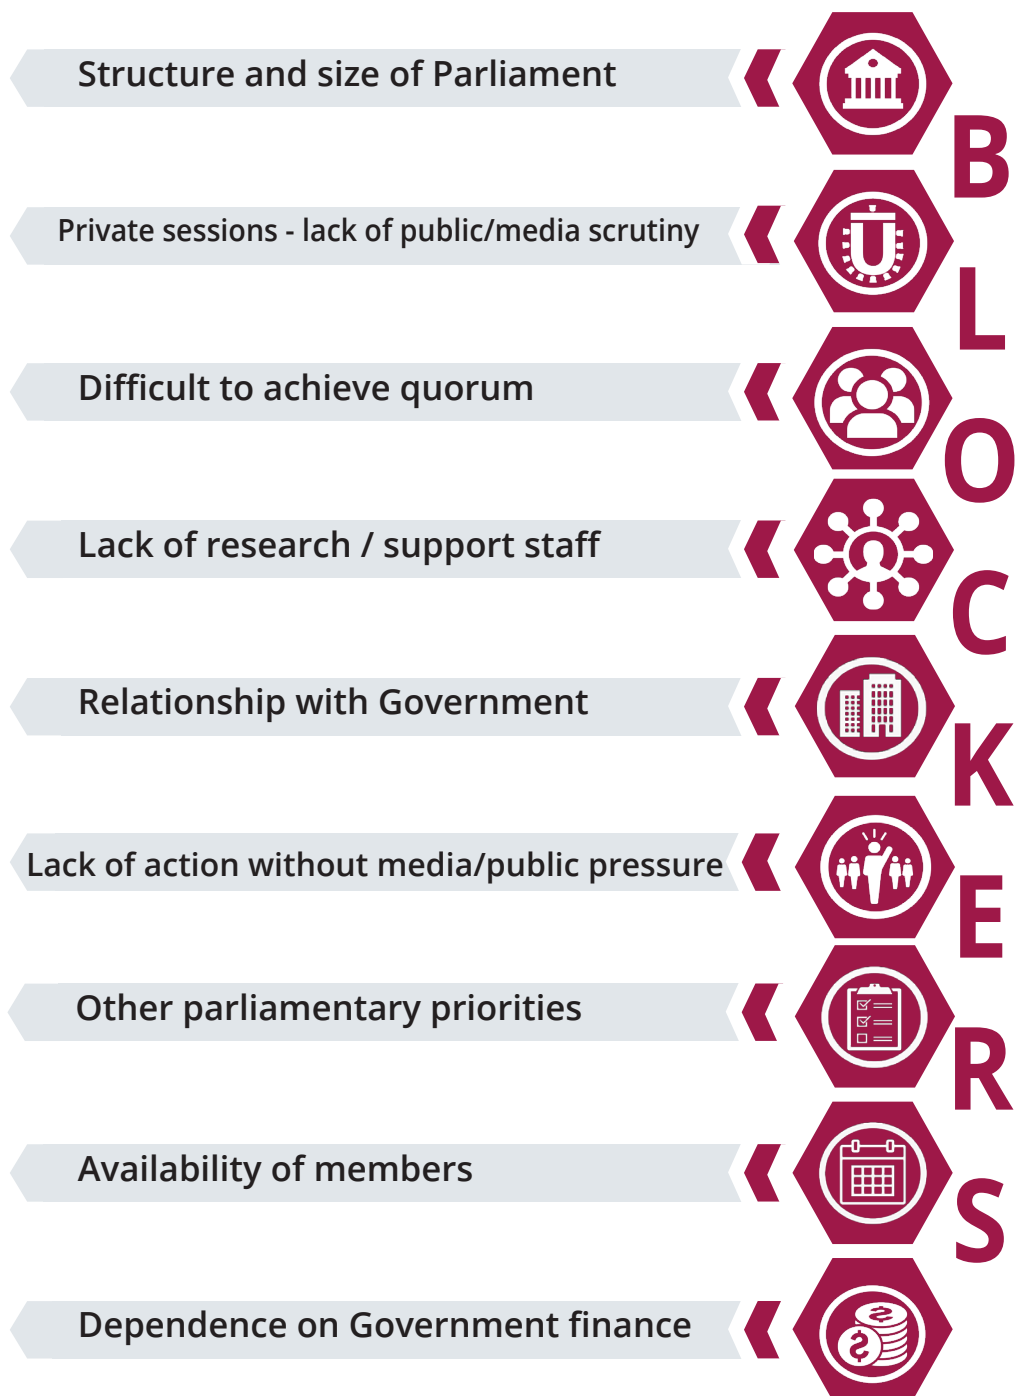 Structure and size of Parliament
Private sessions - lack of public/media scrutiny
Difficult to achieve quorum
Lack of research / support staff
Relationship with Government
Lack of action without media/public pressure
Other parliamentary priorities
Availability of members
Dependence on Government finance
BLOCKERS